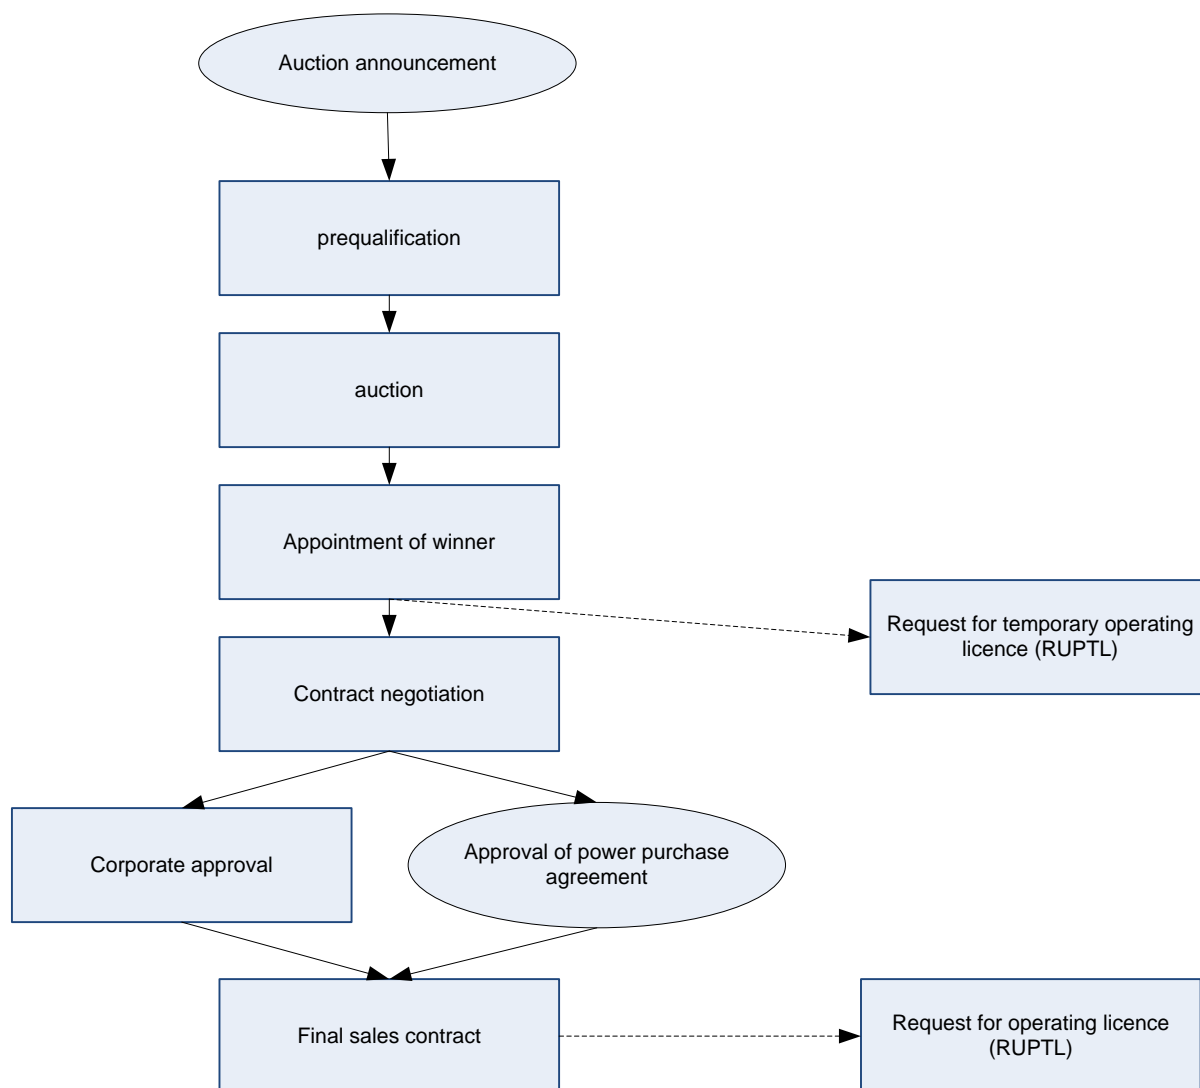 Auction announcement
prequalification
auction
Appointment of winner
Request for temporary operating
licence (RUPTL)
Contract negotiation
Corporate approval
Approval of power purchase
agreement
Final sales contract
Request for operating licence
(RUPTL)